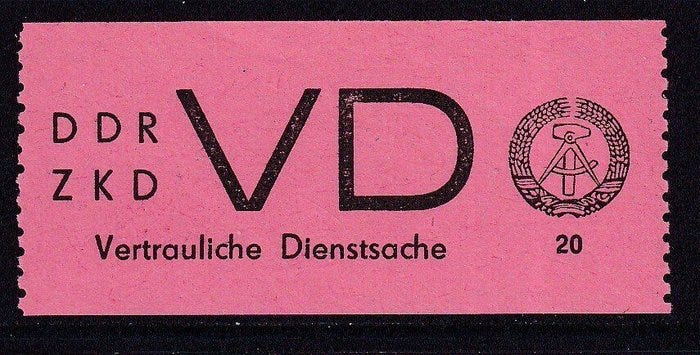 DDR
ZKD
VD
Vertrauliche Dienstsache
20